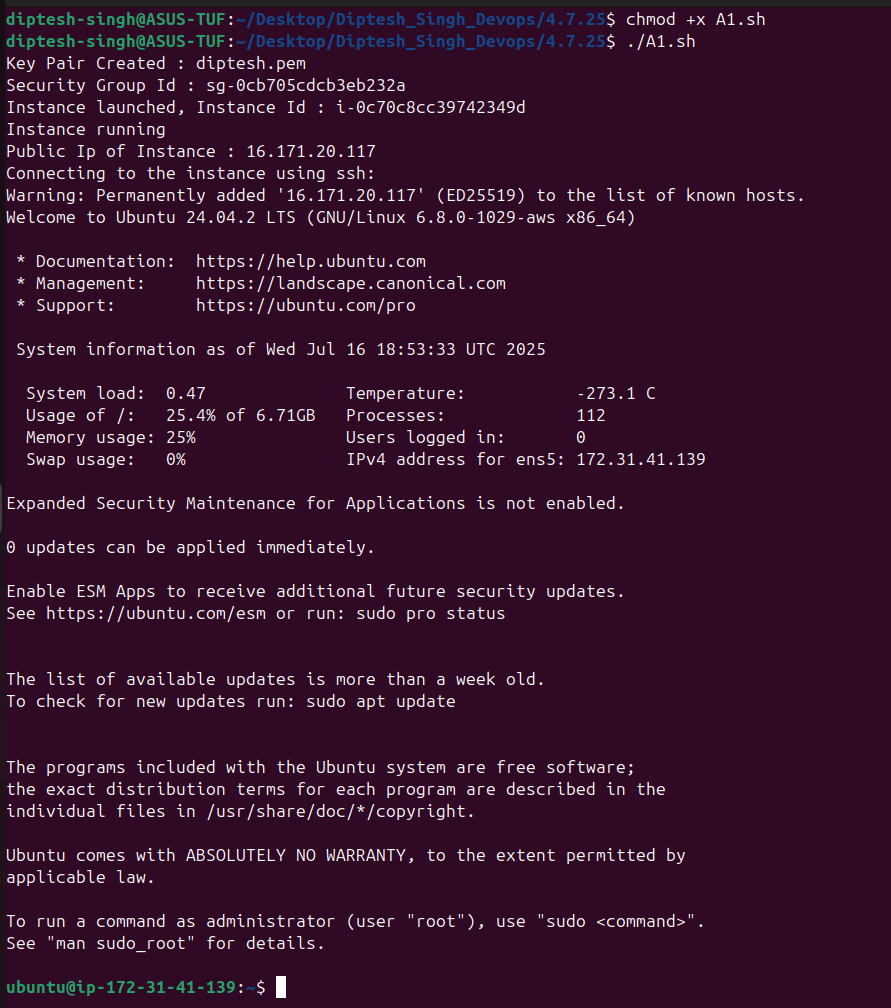 diptesh-singh@ASUS-TUF:~/Desktop/Diptesh_Singh_Devops/4.7.25$ chmod +x A1.sh
diptesh-singh@ASUS-TUF:~/Desktop/Diptesh_Singh_Devops/4.7.25$ ./A1.sh
Key Pair Created : diptesh.pem
Security Group Id : sg-0cb705cdcb3eb232a
Instance launched, Instance Id : i-0c70c8cc39742349d
Instance running
Public Ip of Instance : 16.171.20.117
Connecting to the instance using ssh:
Warning: Permanently added '16.171.20.117' (ED25519) to the list of known hosts.
Welcome to Ubuntu 24.04.2 LTS (GNU/Linux 6.8.0-1029-aws x86_64)

 * Documentation:  https://help.ubuntu.com
 * Management:     https://landscape.canonical.com
 * Support:        https://ubuntu.com/pro

 System information as of Wed Jul 16 18:53:33 UTC 2025

  System load:  0.47              Temperature:           -273.1 C
  Usage of /:   25.4% of 6.71GB   Processes:             112
  Memory usage: 25%               Users logged in:       0
  Swap usage:   0%                IPv4 address for ens5: 172.31.41.139

Expanded Security Maintenance for Applications is not enabled.

0 updates can be applied immediately.

Enable ESM Apps to receive additional future security updates.
See https://ubuntu.com/esm or run: sudo pro status


The list of available updates is more than a week old.
To check for new updates run: sudo apt update


The programs included with the Ubuntu system are free software;
the exact distribution terms for each program are described in the
individual files in /usr/share/doc/*/copyright.

Ubuntu comes with ABSOLUTELY NO WARRANTY, to the extent permitted by
applicable law.

To run a command as administrator (user "root"), use "sudo <command>".
See "man sudo_root" for details.

ubuntu@ip-172-31-41-139:~$